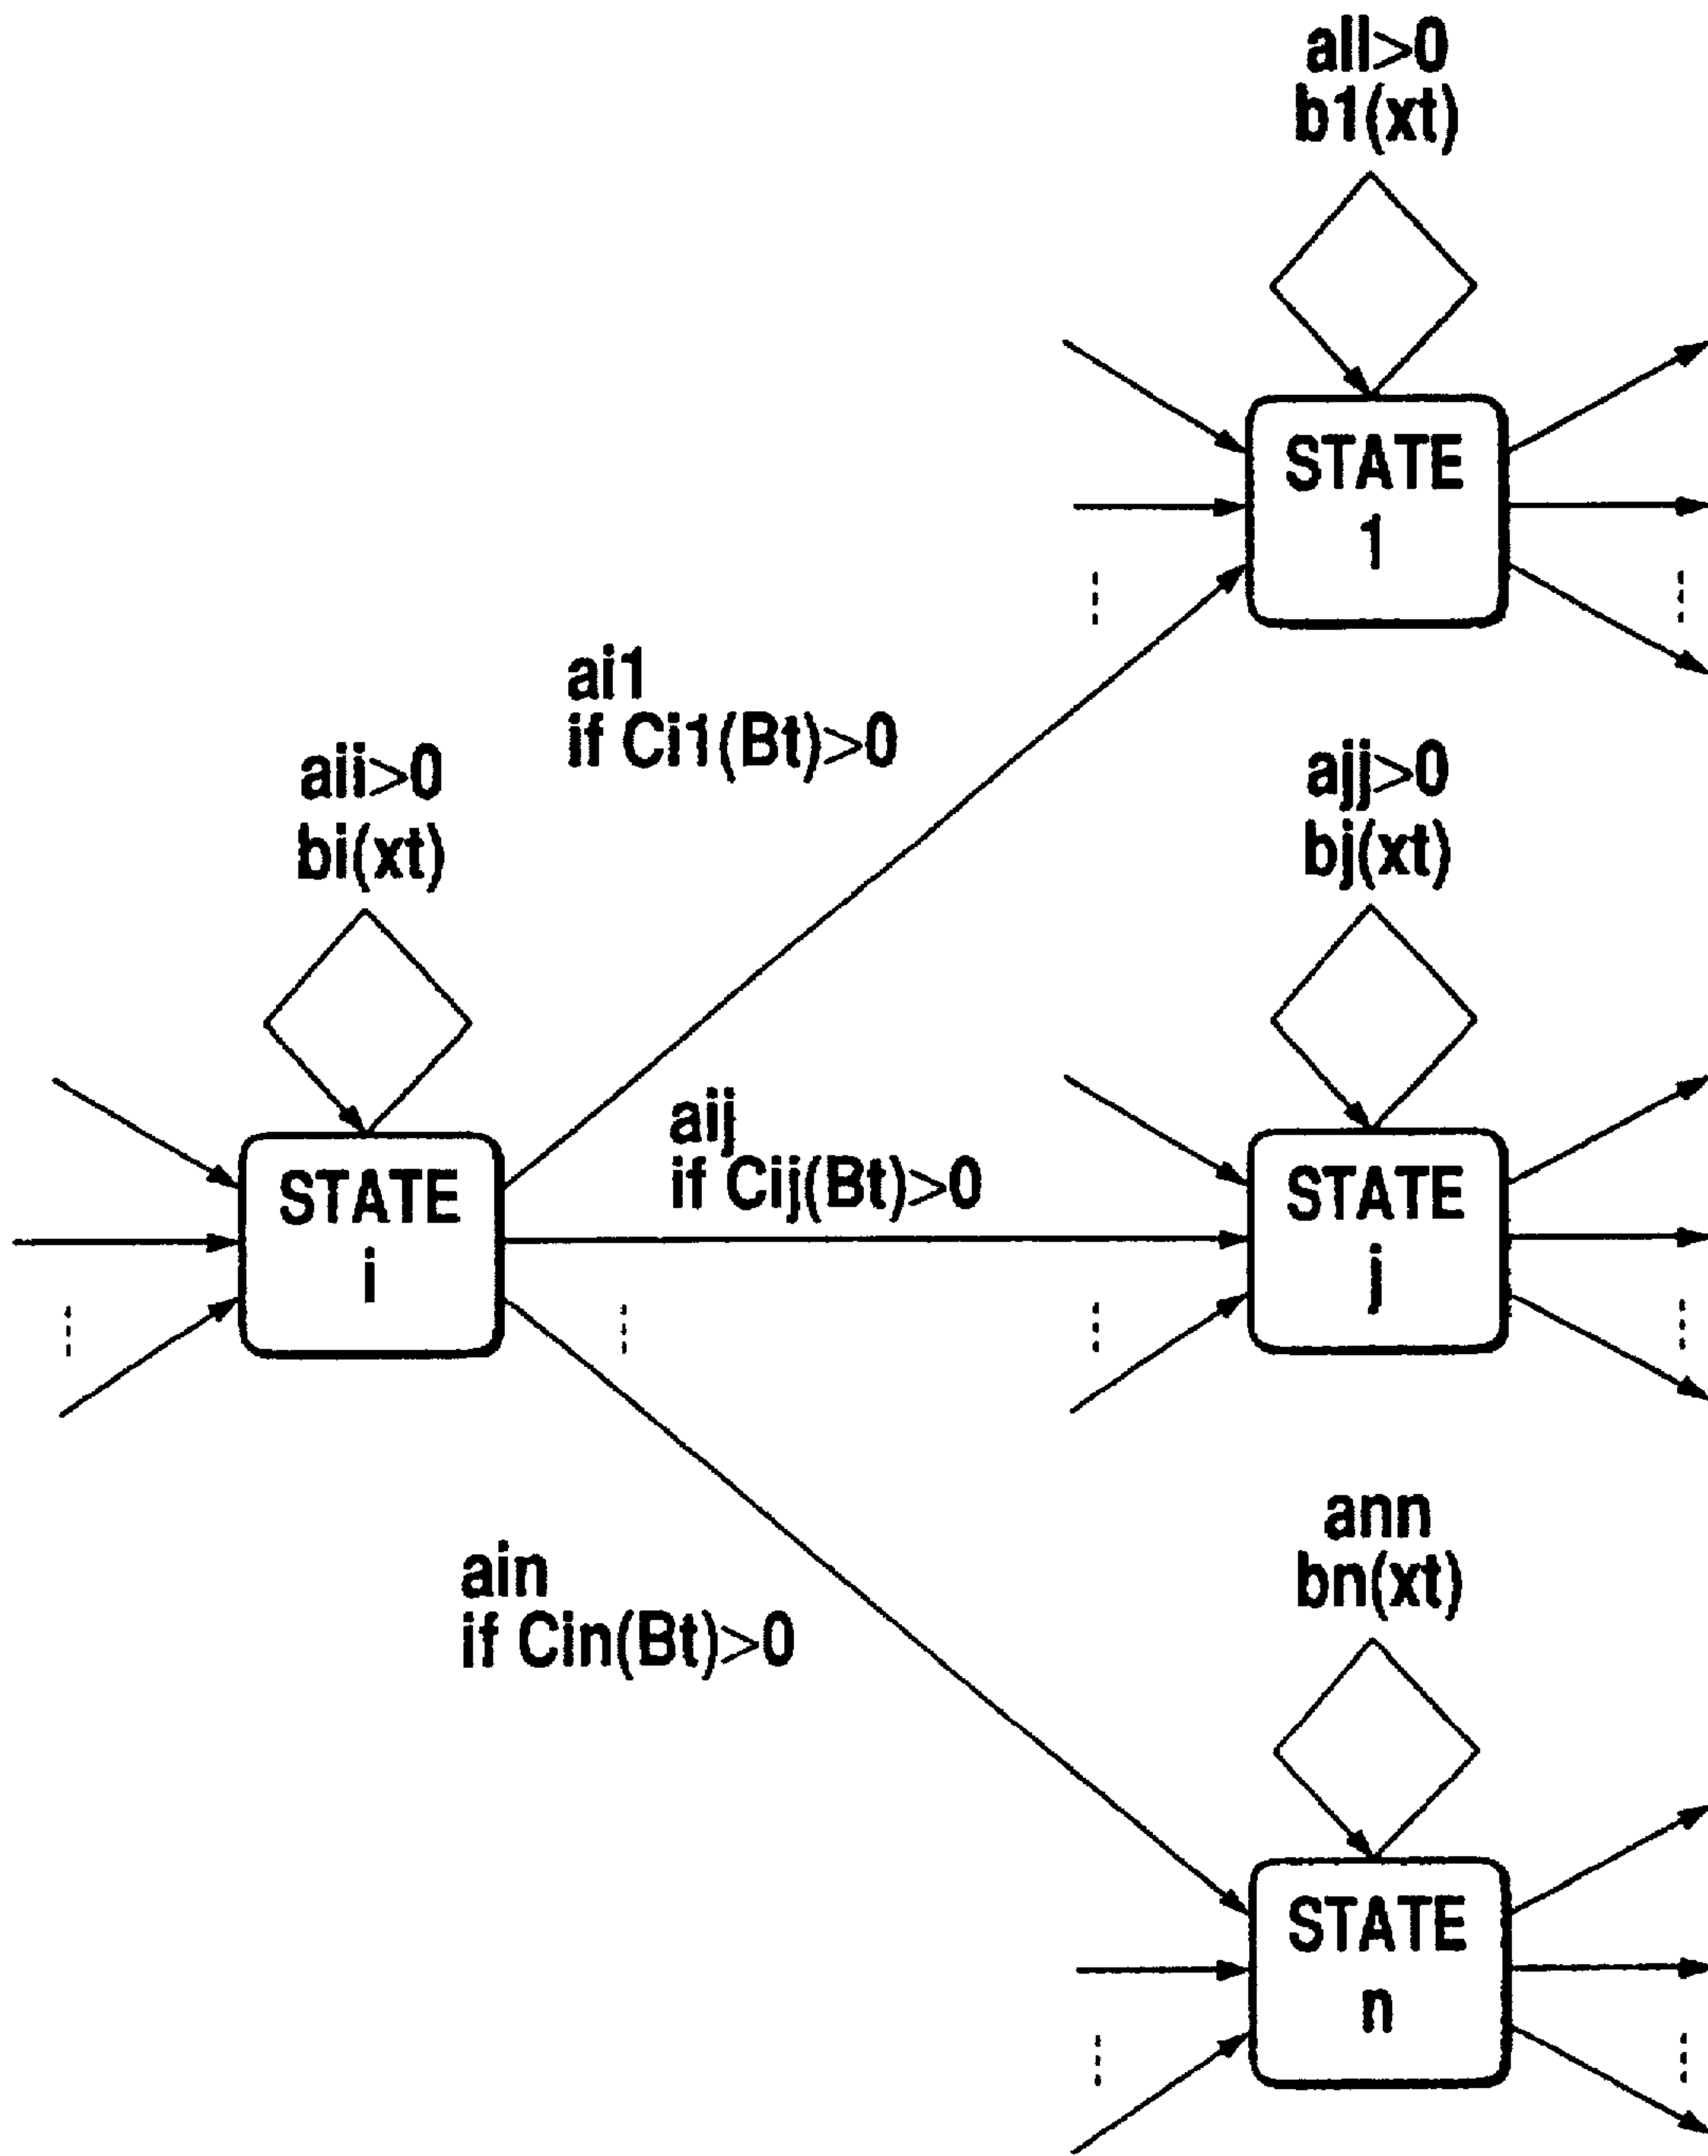 all>0
b1(xt)
STATE
1
ai1
if Ci1(Bt)>0
aii>0
bi(xt)
ajj>0
bj(xt)
STATE
i
aij
if Cij(Bt)>0
STATE
j
ann
bn(xt)
ain
if Cin(Bt)>0
STATE
n